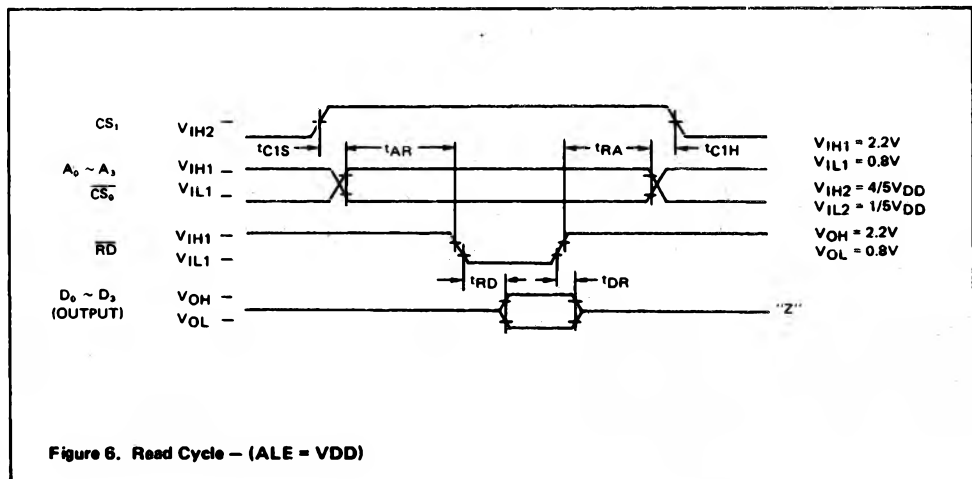 CS₁
VIH2 –
tC1S
tAR
tRA
tC1H
VIH1 = 2.2V
VIL1 = 0.8V
A₀ ~ A₃
VIH1 –
C̅S̅₀̅
VIL1 –
VIH2 = 4/5VDD
VIL2 = 1/5VDD
R̅D̅
VIH1 –
VIL1 –
VOH = 2.2V
VOL = 0.8V
tRD
tDR
D₀ ~ D₃
(OUTPUT)
VOH –
VOL –
"Z"
Figure 6. Read Cycle – (ALE = VDD)